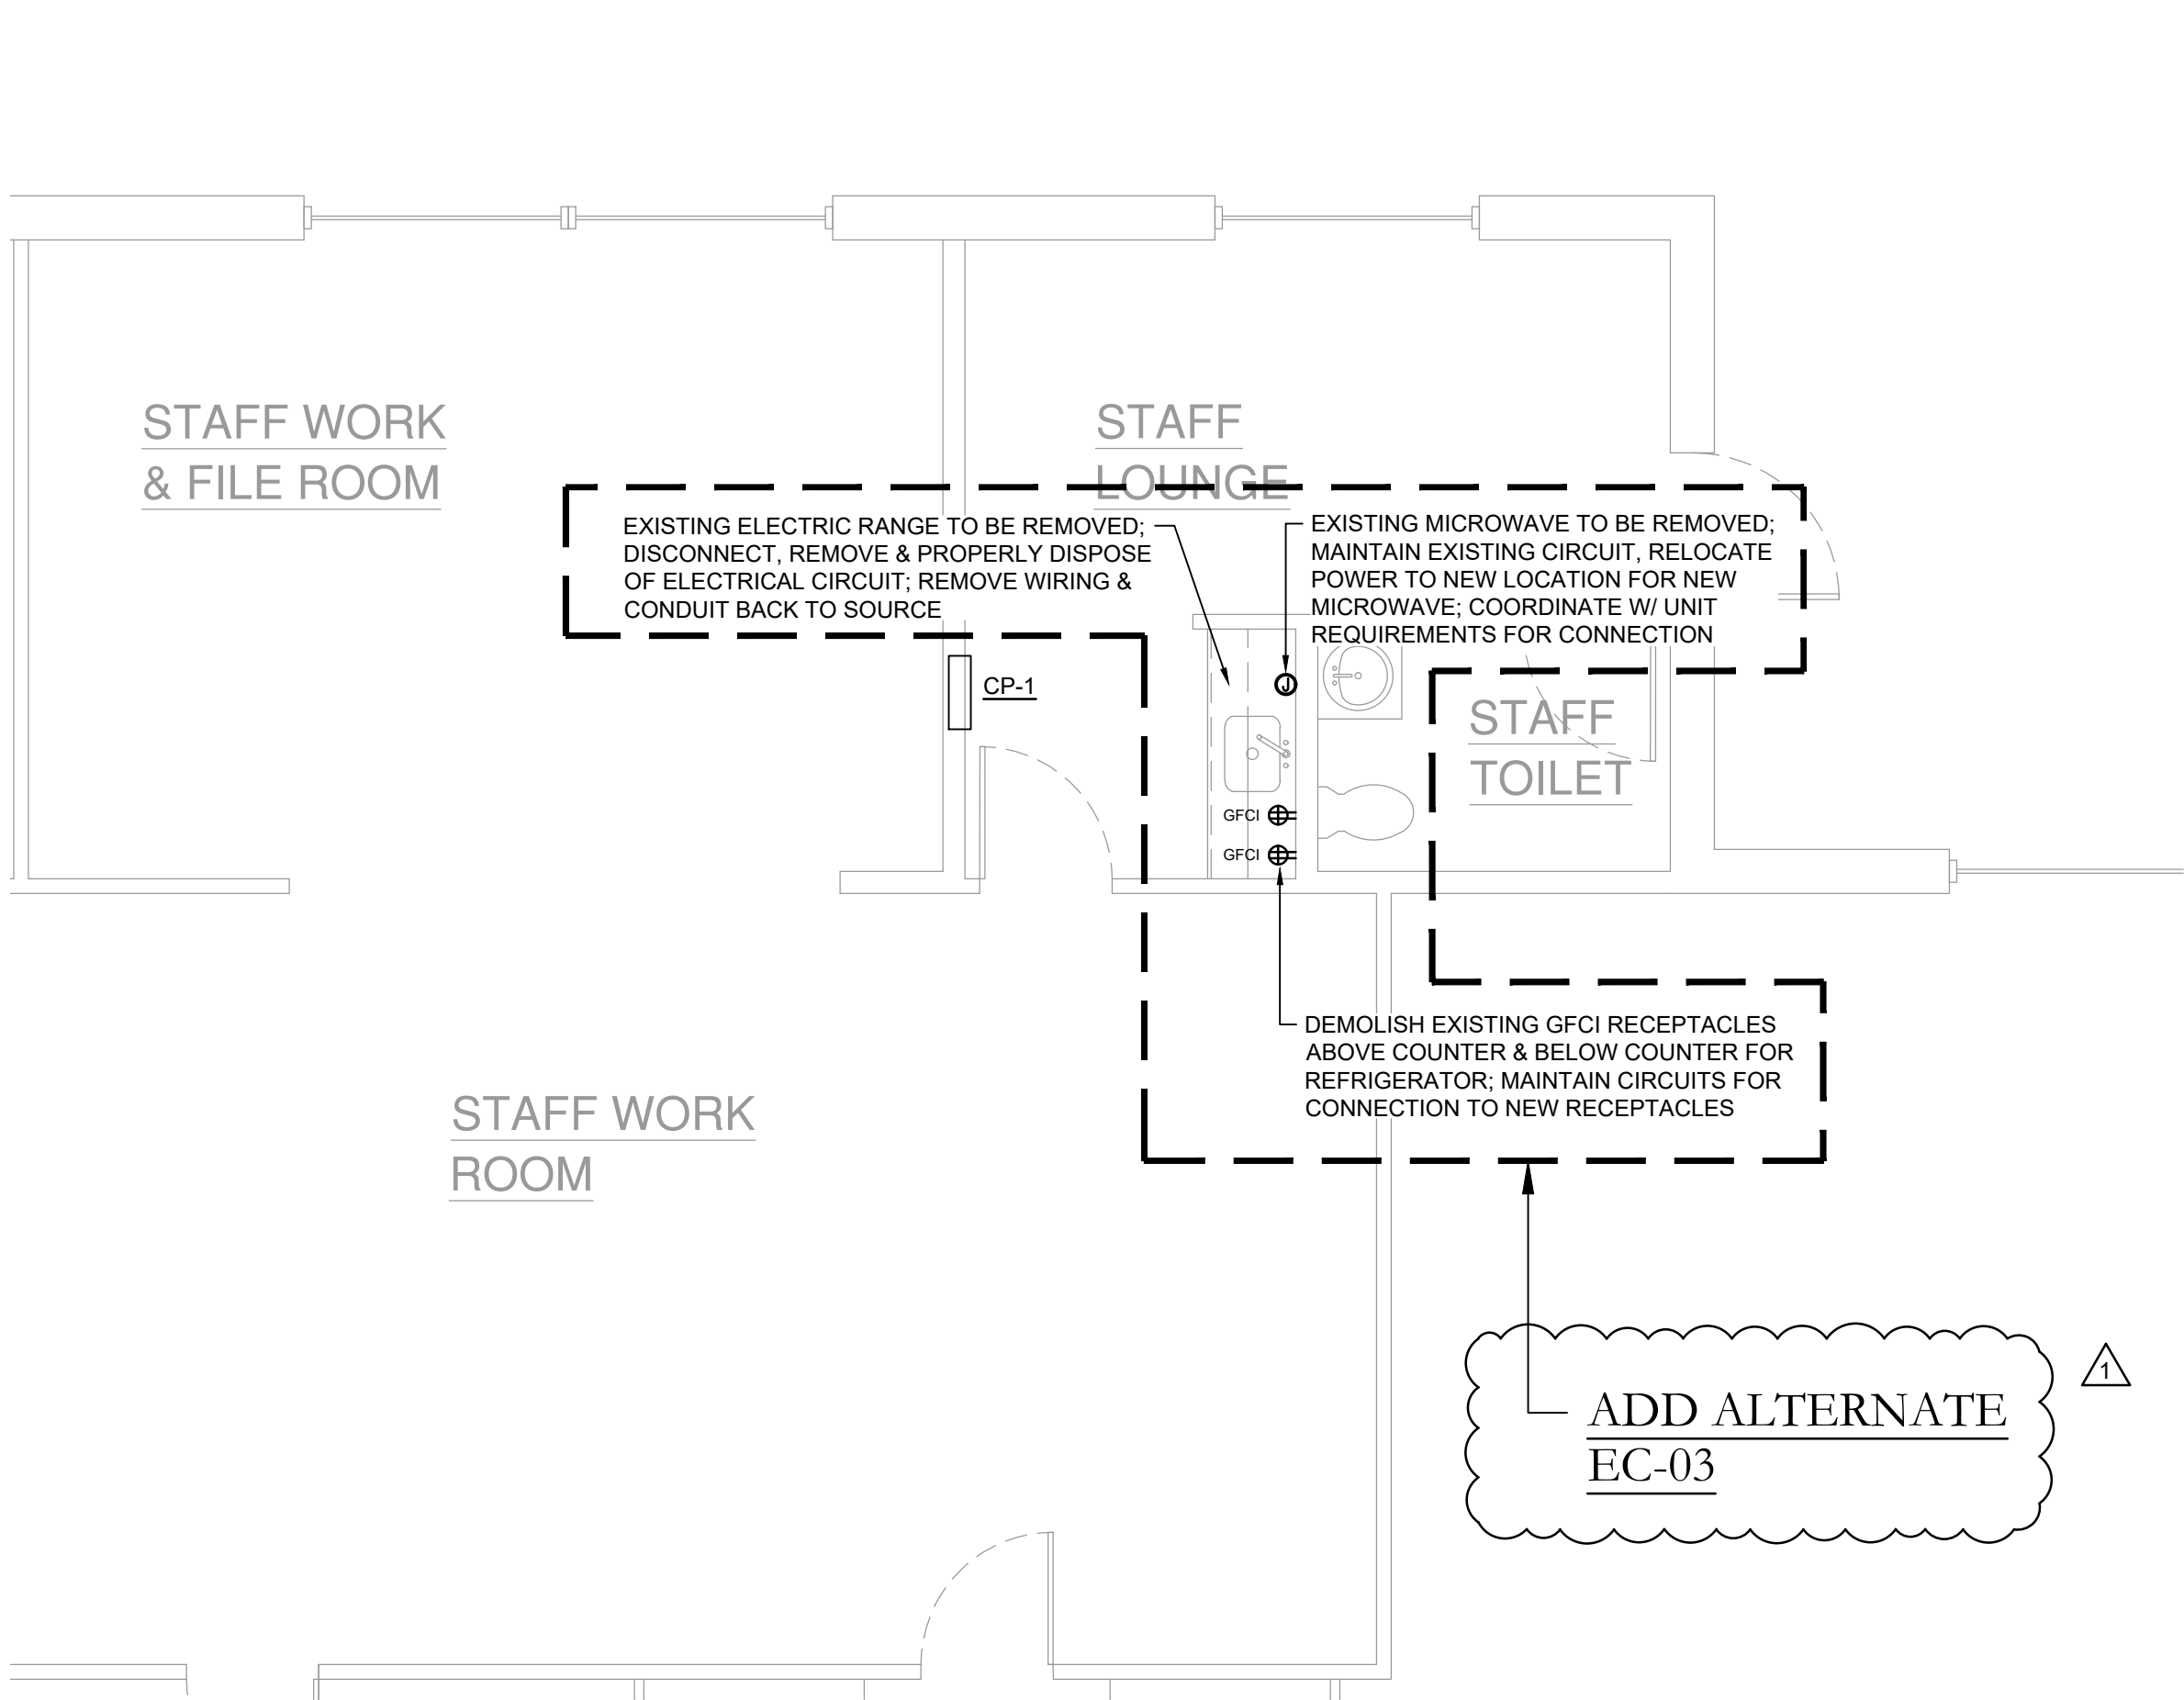 STAFF WORK
& FILE ROOM
STAFF
LOUNGE
EXISTING ELECTRIC RANGE TO BE REMOVED;
DISCONNECT, REMOVE & PROPERLY DISPOSE
OF ELECTRICAL CIRCUIT; REMOVE WIRING &
CONDUIT BACK TO SOURCE
EXISTING MICROWAVE TO BE REMOVED;
MAINTAIN EXISTING CIRCUIT, RELOCATE
POWER TO NEW LOCATION FOR NEW
MICROWAVE; COORDINATE W/ UNIT
REQUIREMENTS FOR CONNECTION
CP-1
J
STAFF
TOILET
GFCI
GFCI
DEMOLISH EXISTING GFCI RECEPTACLES
ABOVE COUNTER & BELOW COUNTER FOR
REFRIGERATOR; MAINTAIN CIRCUITS FOR
CONNECTION TO NEW RECEPTACLES
STAFF WORK
ROOM
ADD ALTERNATE
EC-03
1